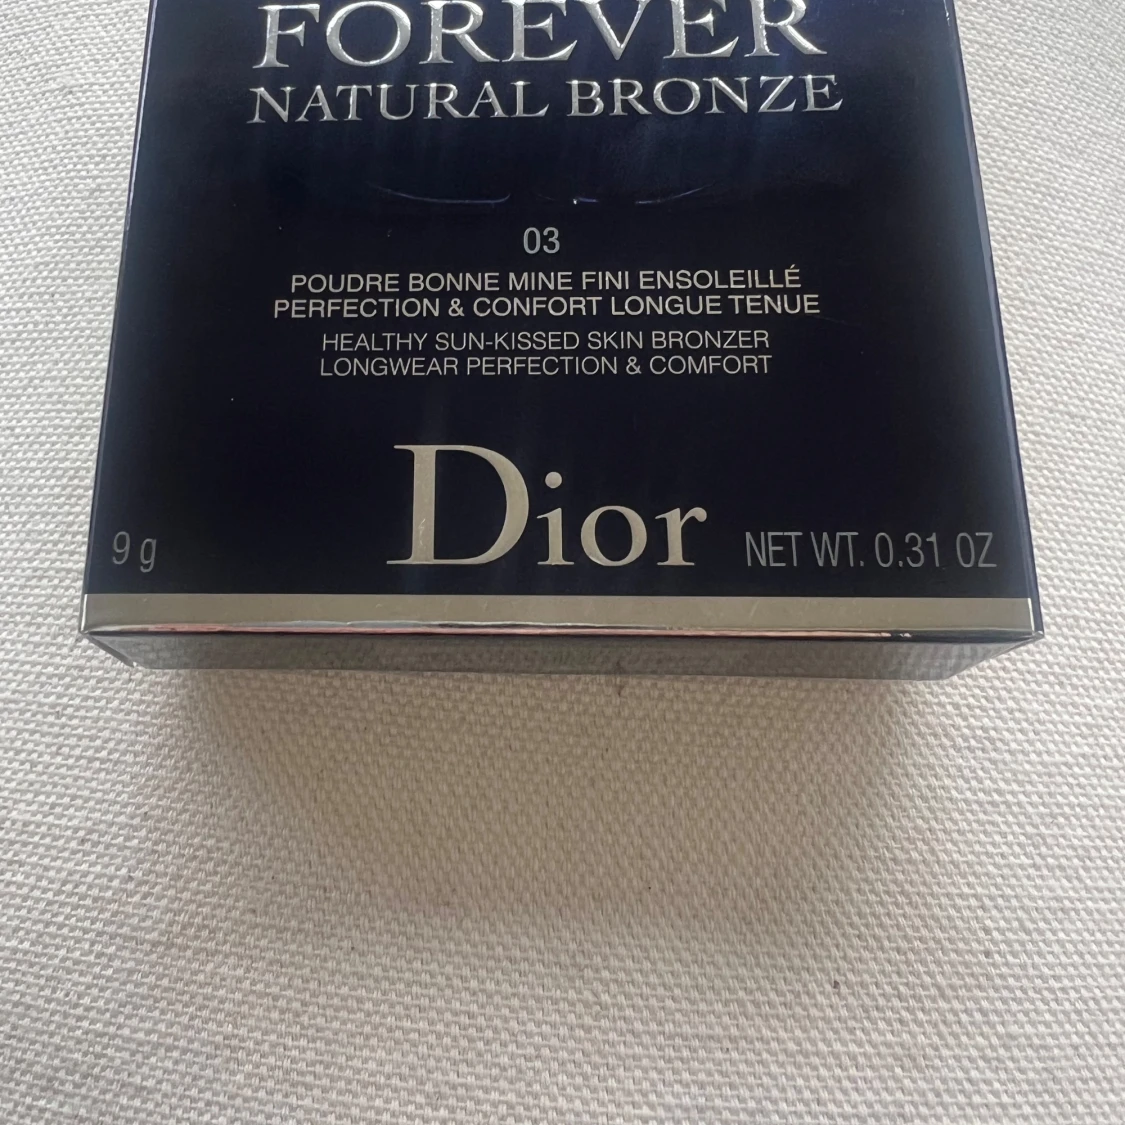 FOREVER
NATURAL BRONZE
03
POUDRE BONNE MINE FINI ENSOLEILLÉ
PERFECTION & CONFORT LONGUE TENUE
HEALTHY SUN-KISSED SKIN BRONZER
LONGWEAR PERFECTION & COMFORT
Dior
9 g
NET WT. 0.31 OZ